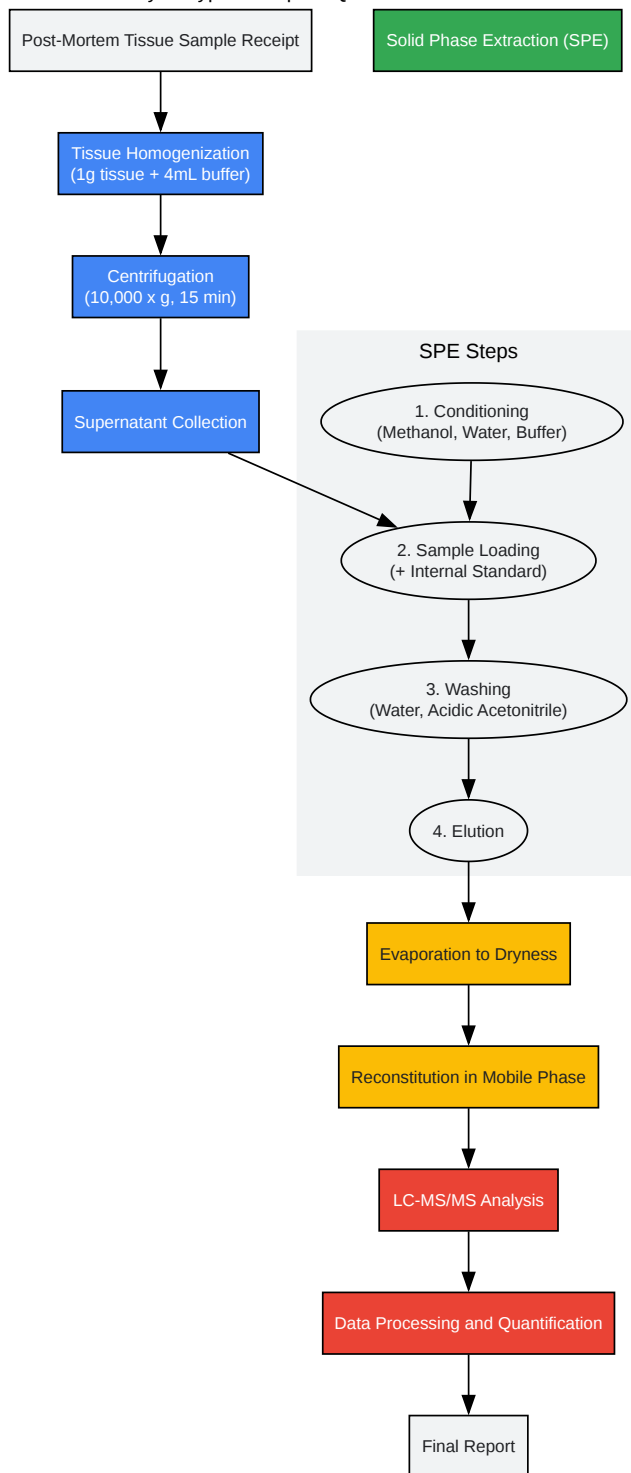 Post-Mortem Tissue Sample Receipt
Solid Phase Extraction (SPE)
Tissue Homogenization
(1g tissue + 4mL buffer)
Centrifugation
(10,000 x g, 15 min)
Supernatant Collection
SPE Steps
1. Conditioning
(Methanol, Water, Buffer)
2. Sample Loading
(+ Internal Standard)
3. Washing
(Water, Acidic Acetonitrile)
4. Elution
Evaporation to Dryness
Reconstitution in Mobile Phase
LC-MS/MS Analysis
Data Processing and Quantification
Final Report